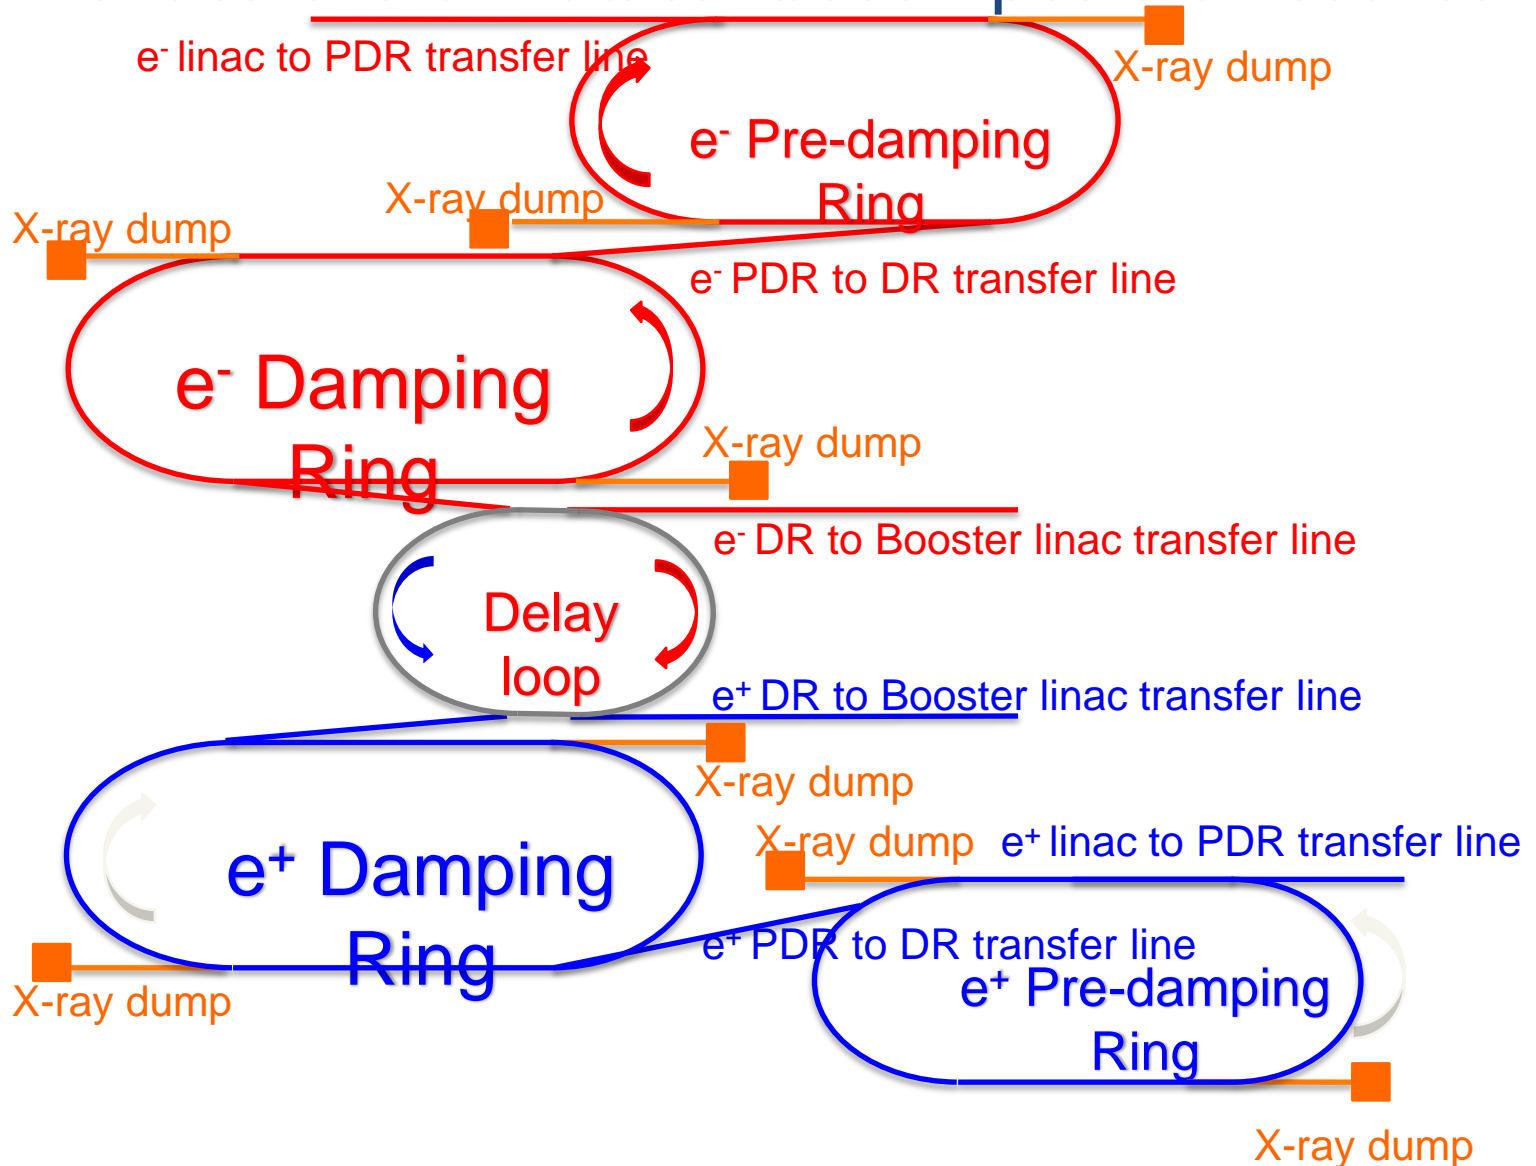 e- linac to PDR transfer line
X-ray dump
e- Pre-damping
Ring
X-ray dump
X-ray dump
e- PDR to DR transfer line
e- Damping
Ring
X-ray dump
e- DR to Booster linac transfer line
Delay
loop
e+ DR to Booster linac transfer line
X-ray dump
X-ray dump
e+ linac to PDR transfer line
e+ Damping
Ring
e+ PDR to DR transfer line
e+ Pre-damping
Ring
X-ray dump
X-ray dump